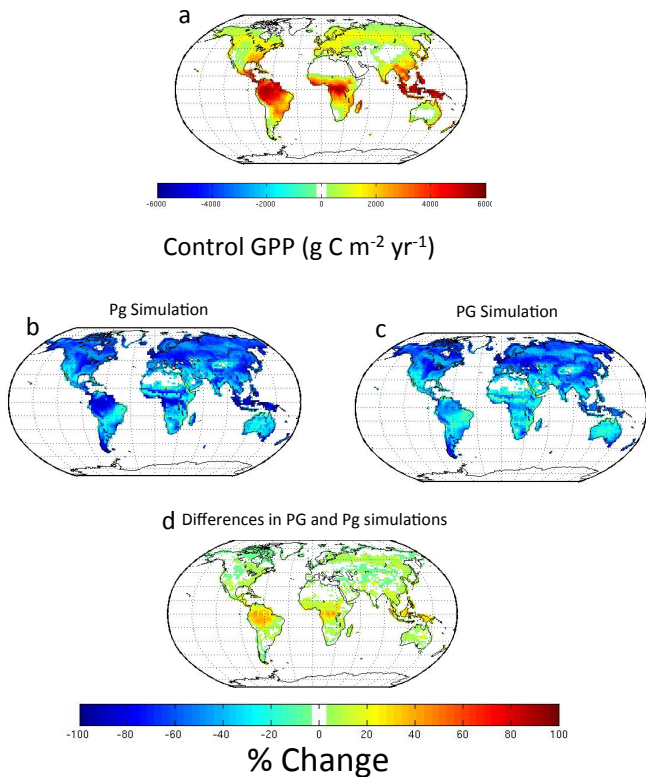 a
-6000 -4000 -2000 0 2000 4000 6000
Control GPP (g C m⁻² yr⁻¹)
Pg Simulation
PG Simulation
b
c
d Differences in PG and Pg simulations
-100 -80 -60 -40 -20 0 20 40 60 80 100
% Change